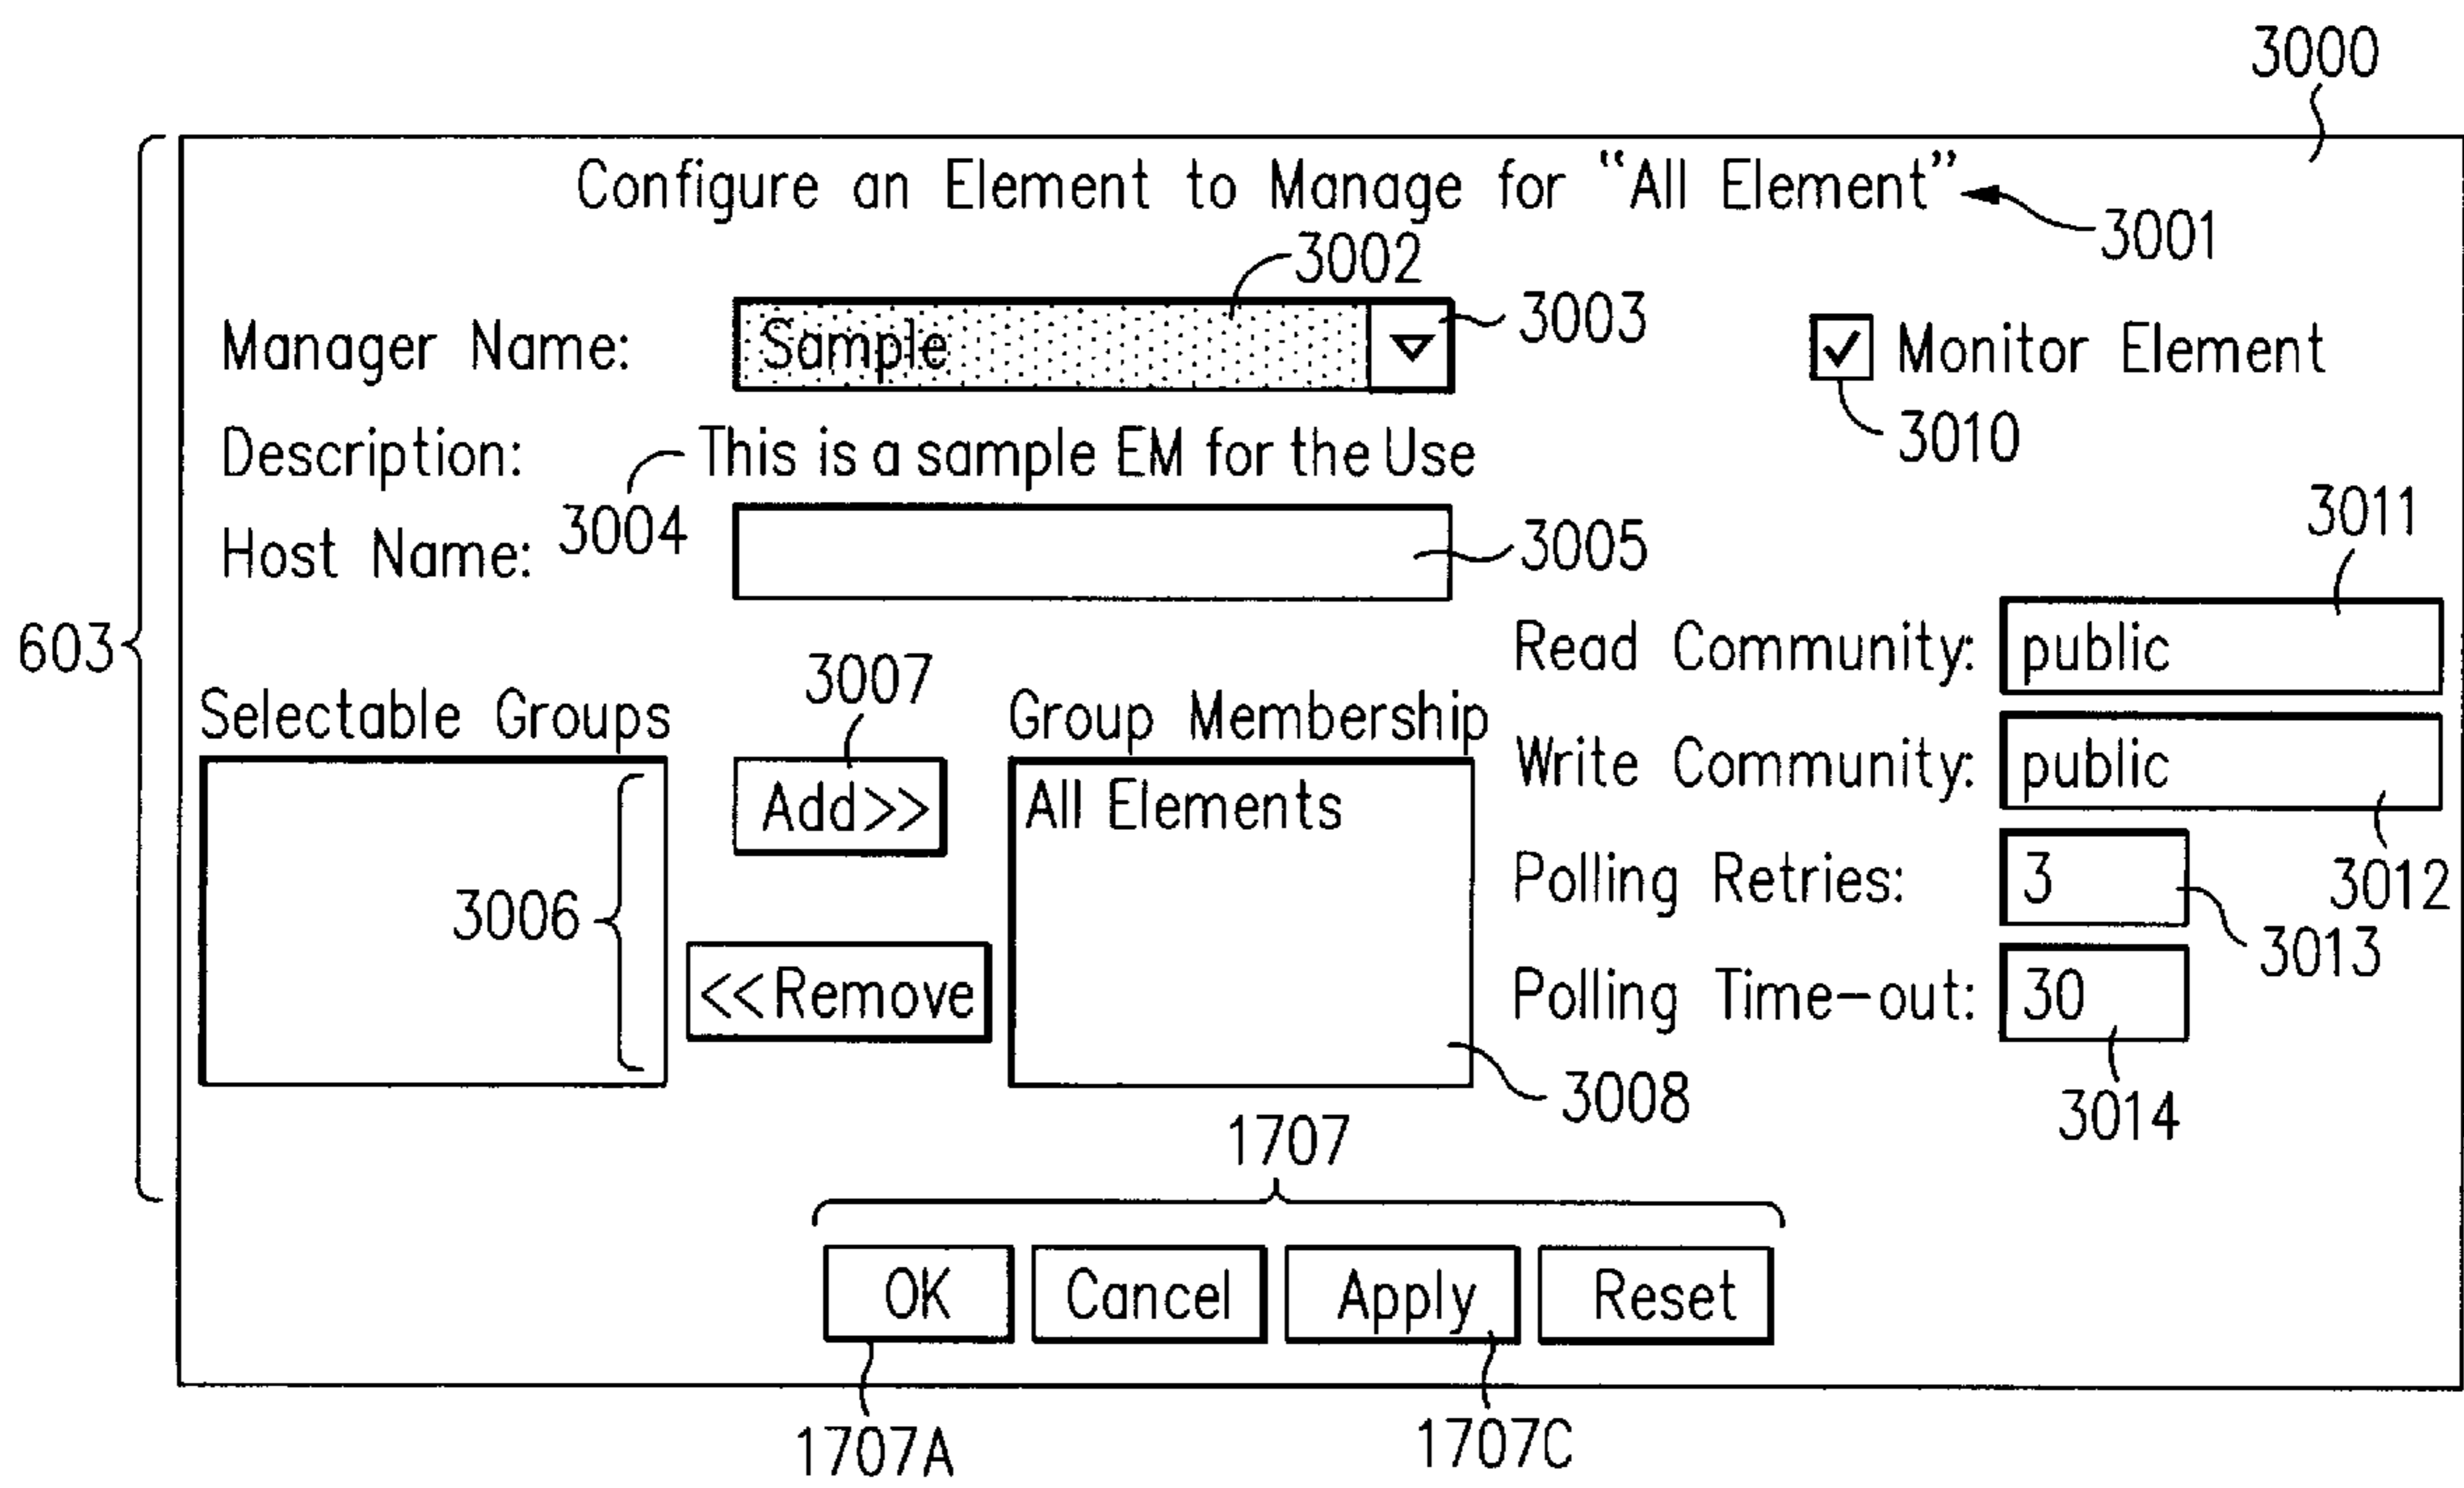 3000
Configure an Element to Manage for “All Element”
3001
3002
Manager Name: Sample 3003
Monitor Element
3010
Description: This is a sample EM for the Use
3004
Host Name: 3005
3011
603
Read Community: public
3007
Selectable Groups Group Membership
Write Community: public
Add>> All Elements
3012
Polling Retries: 3
3013
3006
<<Remove
Polling Time-out: 30
3008
3014
1707
OK Cancel Apply Reset
1707A 1707C